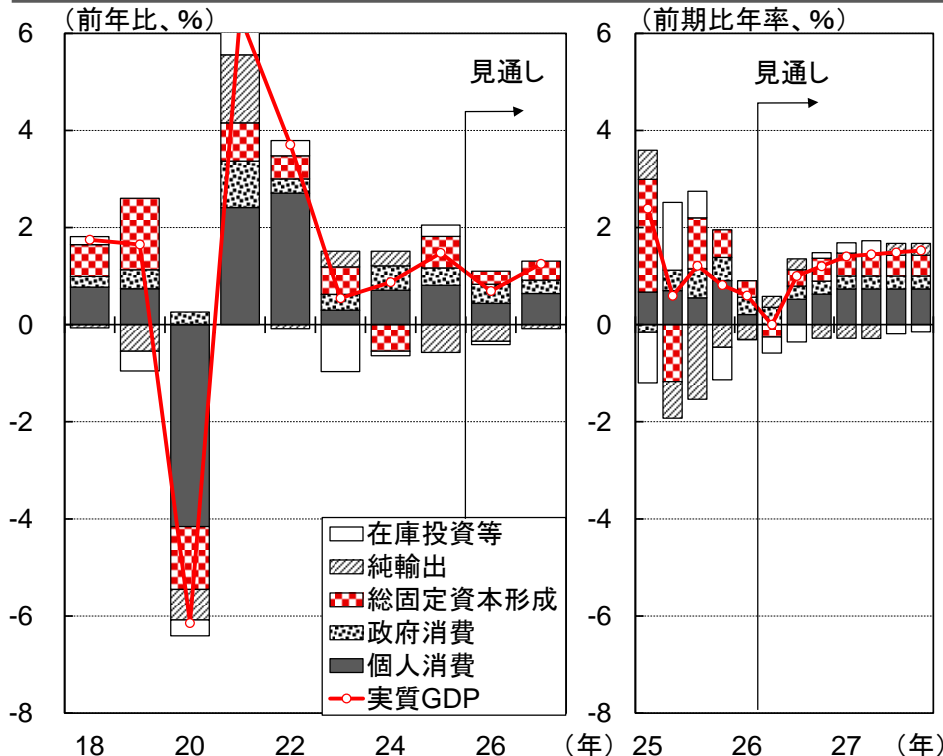 (前年比、%)
(前期比年率、%)
6
4
2
0
-2
-4
-6
-8
見通し
在庫投資等
純輸出
総固定資本形成
政府消費
個人消費
実質GDP
18 20 22 24 26 (年)
6
4
2
0
-2
-4
-6
-8
見通し
25 26 27 (年)